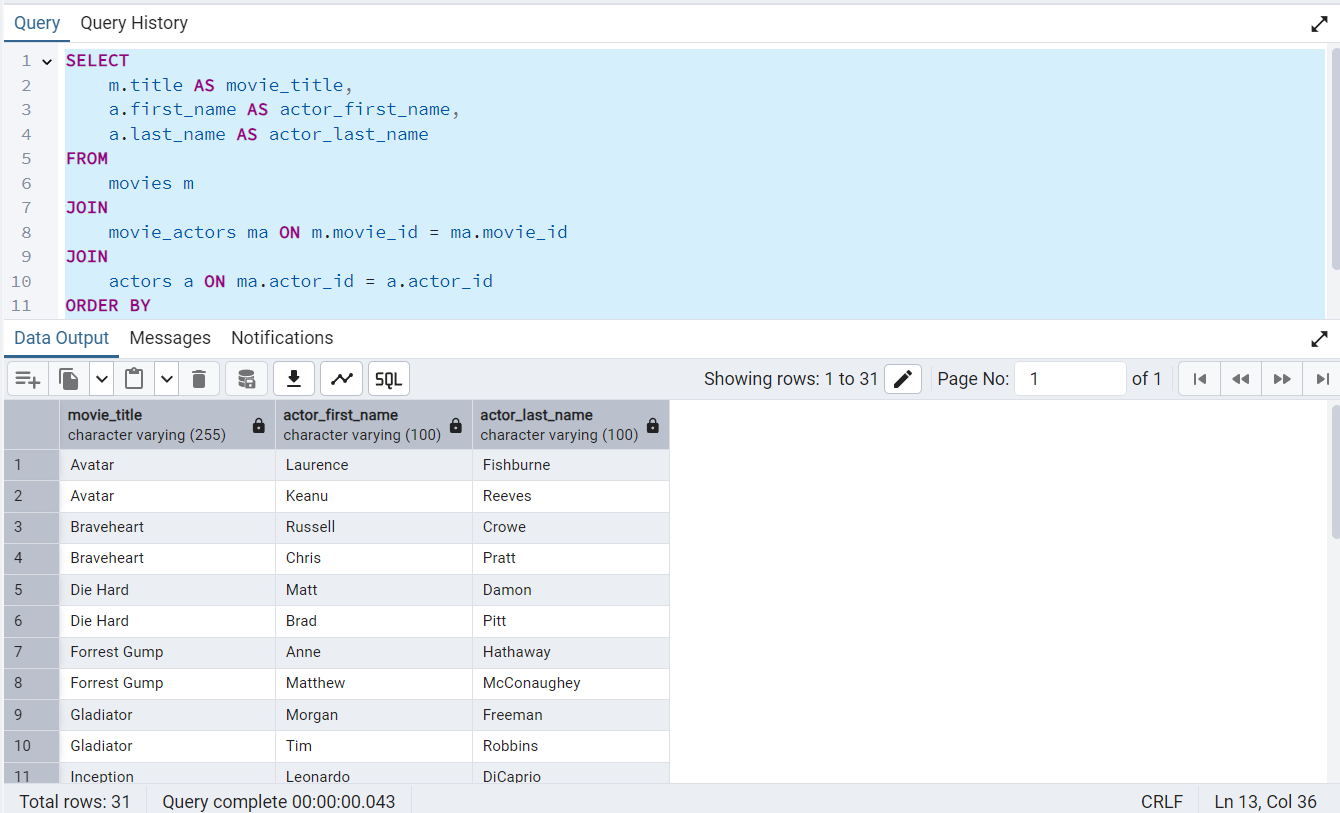 Query Query History
1 SELECT
2 m.title AS movie_title,
3 a.first_name AS actor_first_name,
4 a.last_name AS actor_last_name
5 FROM
6 movies m
7 JOIN
8 movie_actors ma ON m.movie_id = ma.movie_id
9 JOIN
10 actors a ON ma.actor_id = a.actor_id
11 ORDER BY
Data Output Messages Notifications
SQL Showing rows: 1 to 31 Page No: 1 of 1
movie_title actor_first_name actor_last_name
character varying (255) character varying (100) character varying (100)
1 Avatar Laurence Fishburne
2 Avatar Keanu Reeves
3 Braveheart Russell Crowe
4 Braveheart Chris Pratt
5 Die Hard Matt Damon
6 Die Hard Brad Pitt
7 Forrest Gump Anne Hathaway
8 Forrest Gump Matthew McConaughey
9 Gladiator Morgan Freeman
10 Gladiator Tim Robbins
11 Inception Leonardo DiCaprio
Total rows: 31 Query complete 00:00:00.043 CRLF Ln 13, Col 36